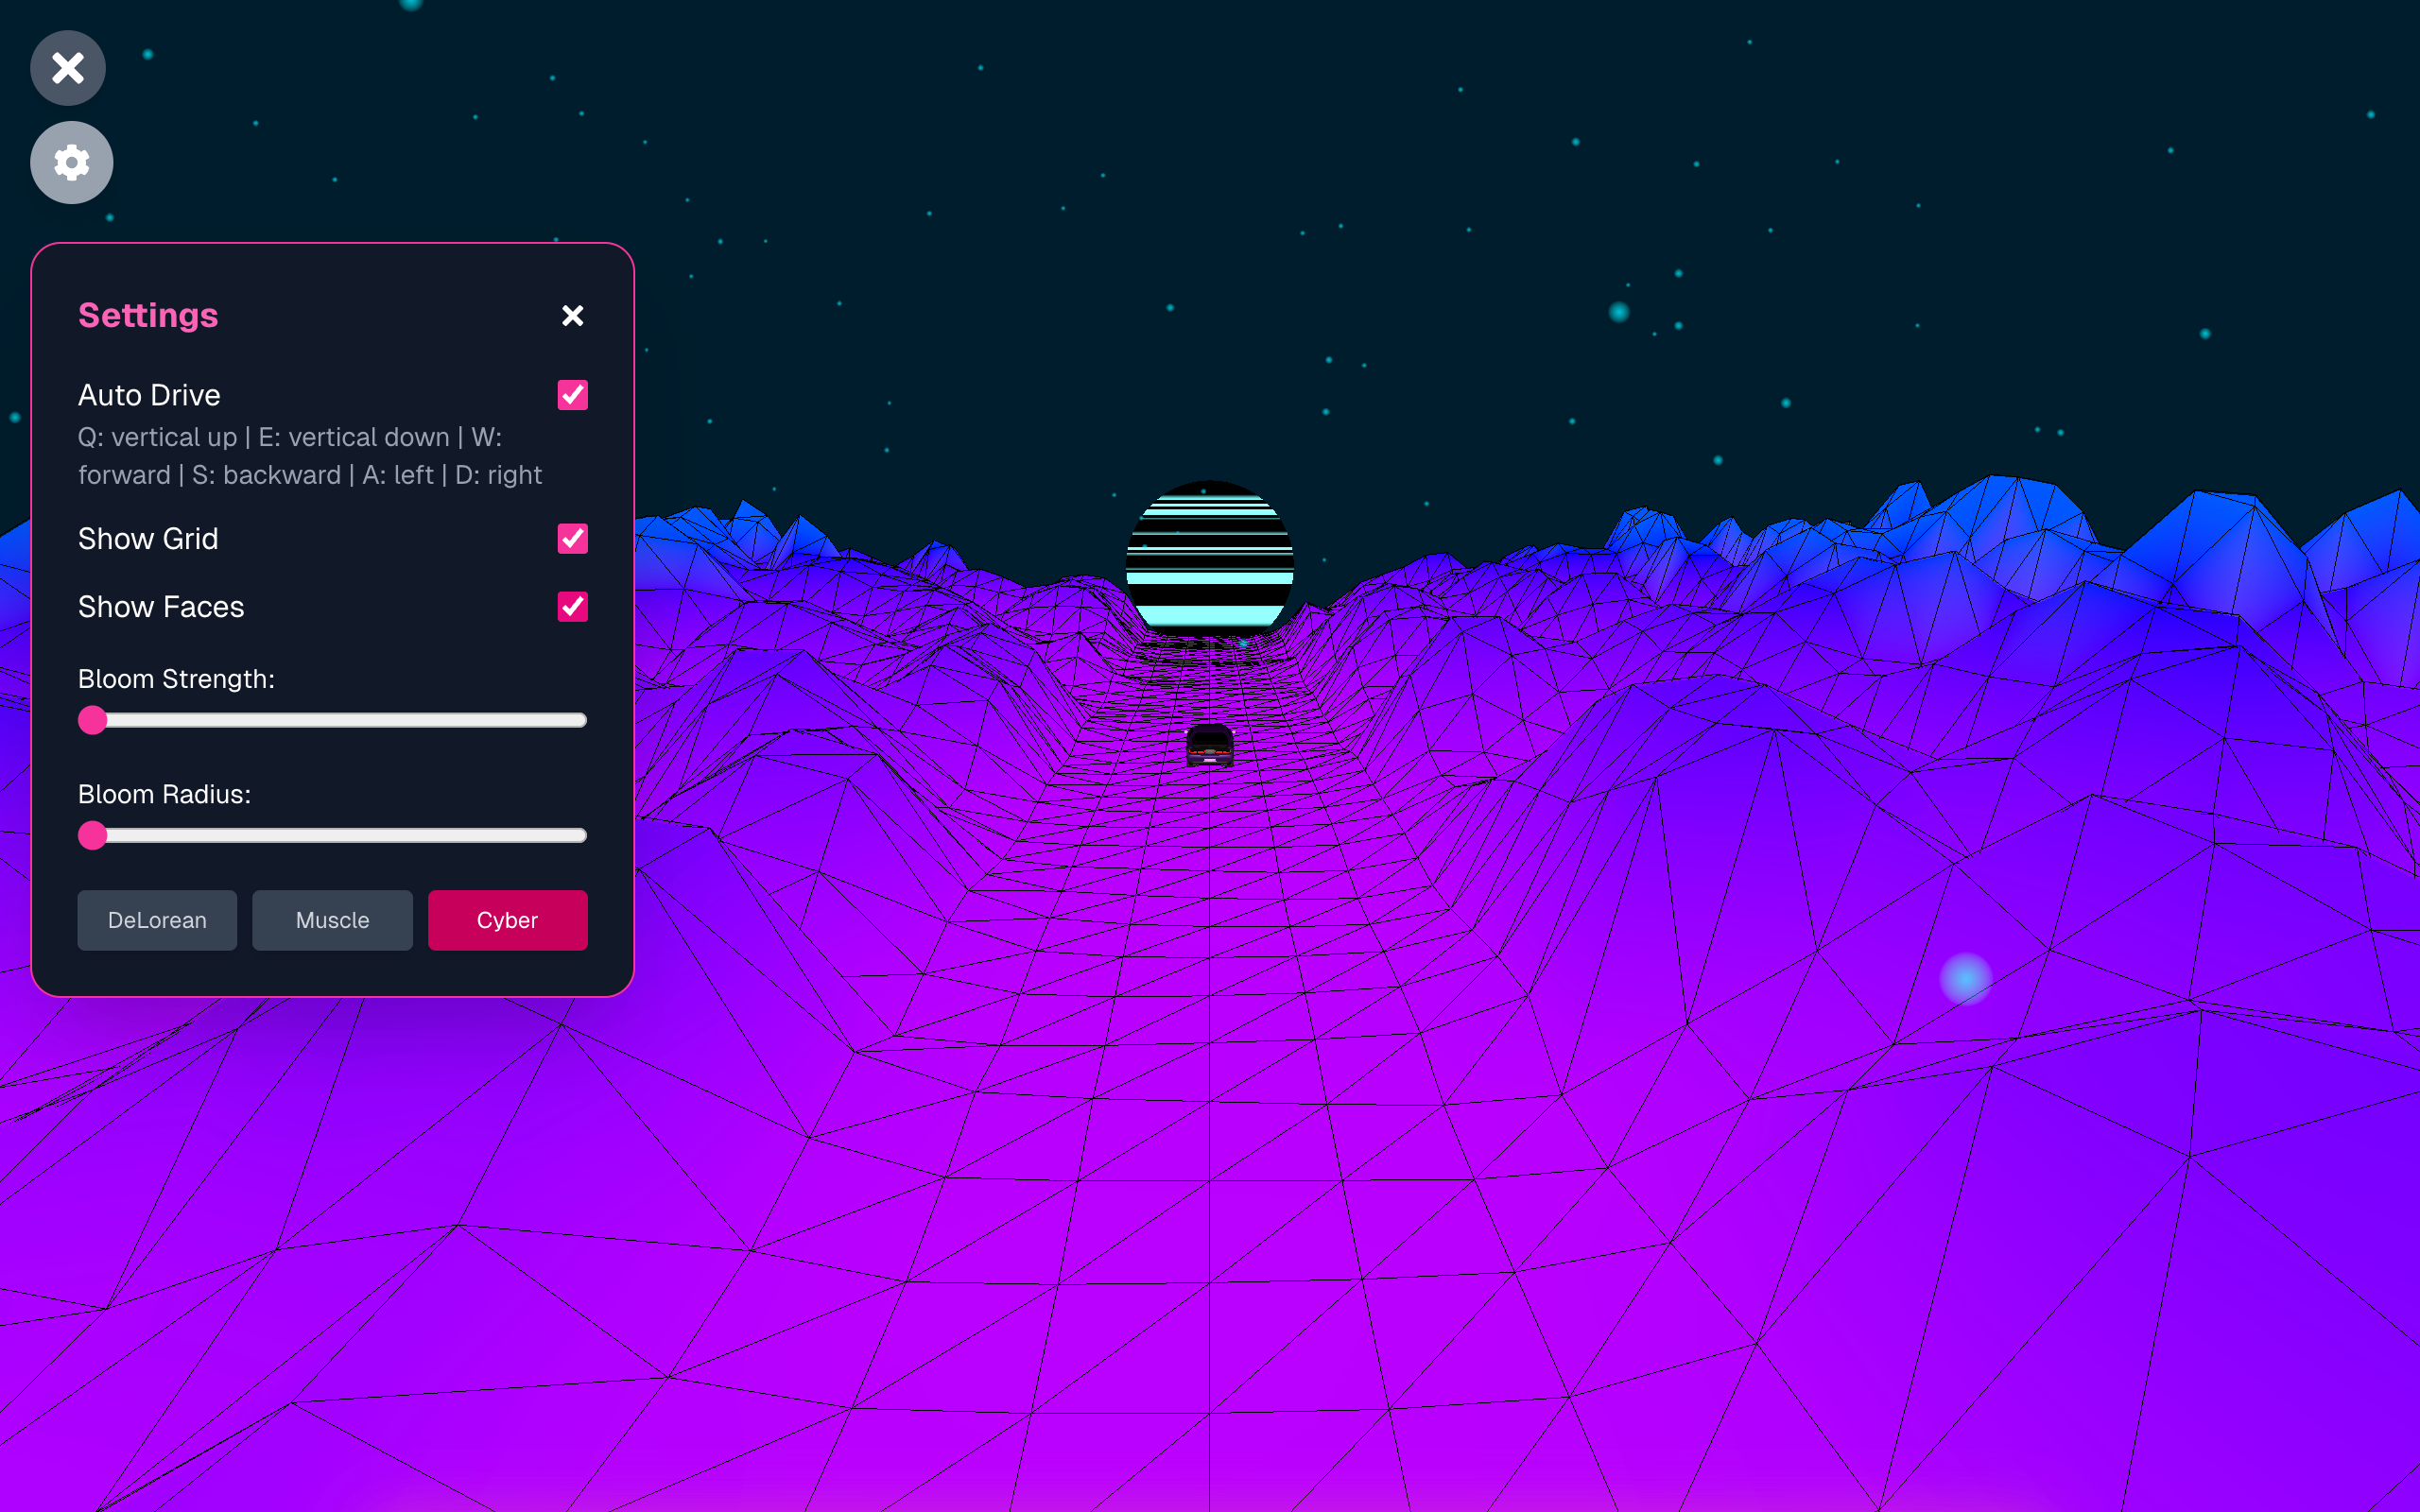 Settings
Auto Drive
Q: vertical up | E: vertical down | W:
forward | S: backward | A: left | D: right
Show Grid
Show Faces
Bloom Strength:
Bloom Radius:
DeLorean
Muscle
Cyber